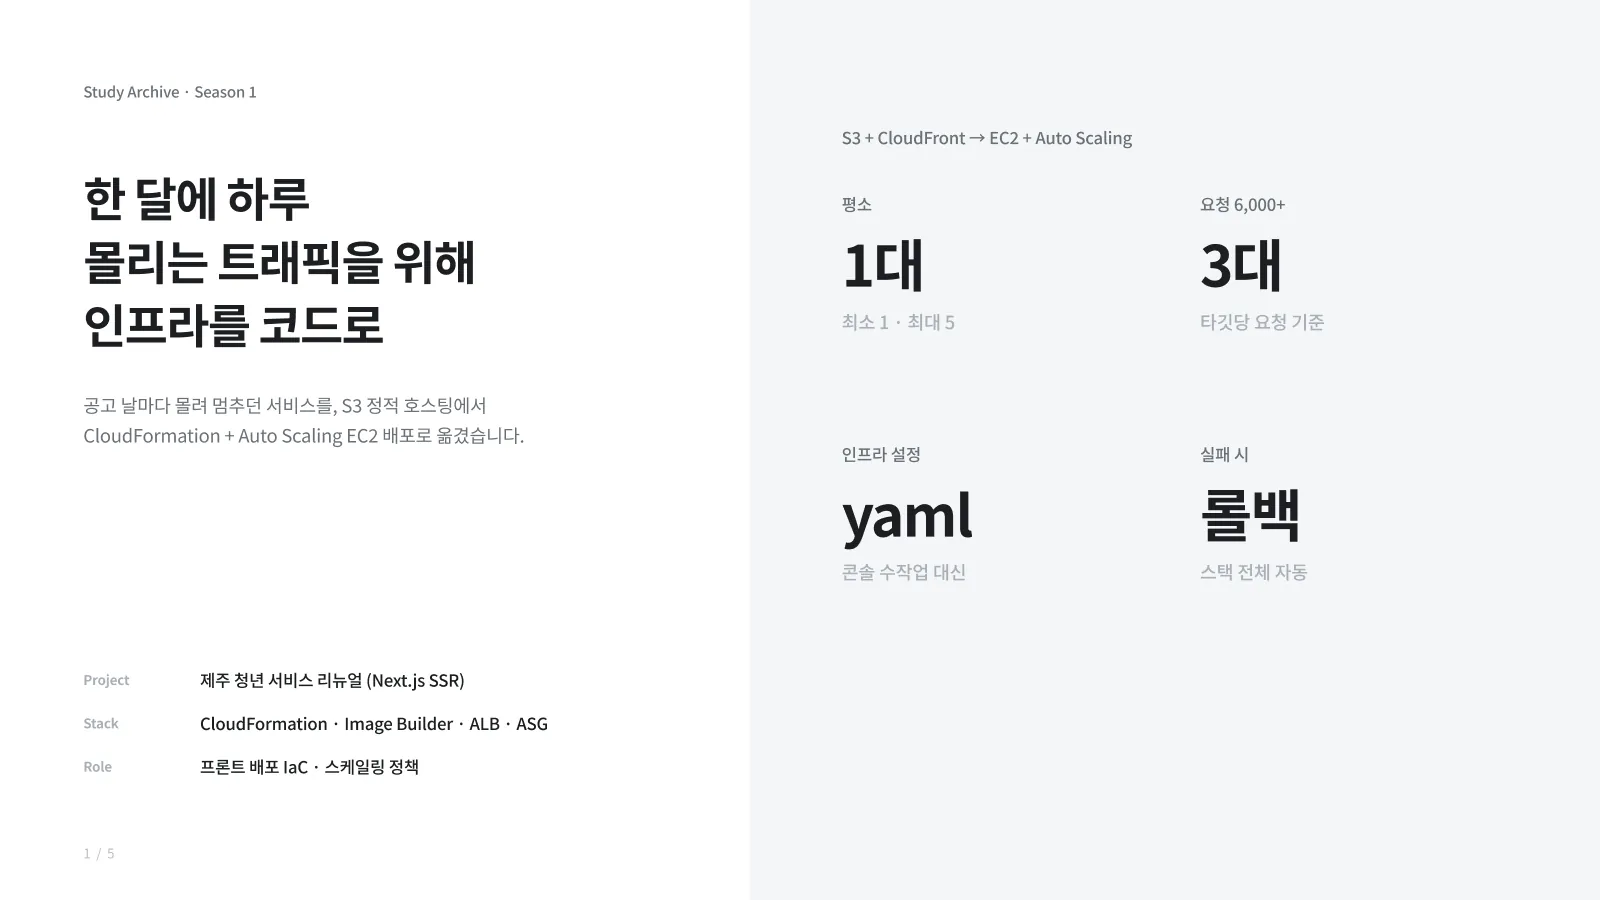 Study Archive · Season 1
한 달에 하루
몰리는 트래픽을 위해
인프라를 코드로
공고 날마다 몰려 멈추던 서비스를, S3 정적 호스팅에서
CloudFormation + Auto Scaling EC2 배포로 옮겼습니다.
Project 제주 청년 서비스 리뉴얼 (Next.js SSR)
Stack CloudFormation · Image Builder · ALB · ASG
Role 프론트 배포 IaC · 스케일링 정책
1 / 5
S3 + CloudFront → EC2 + Auto Scaling
평소
1대
최소 1 · 최대 5
요청 6,000+
3대
타깃당 요청 기준
인프라 설정
yaml
콘솔 수작업 대신
실패 시
롤백
스택 전체 자동